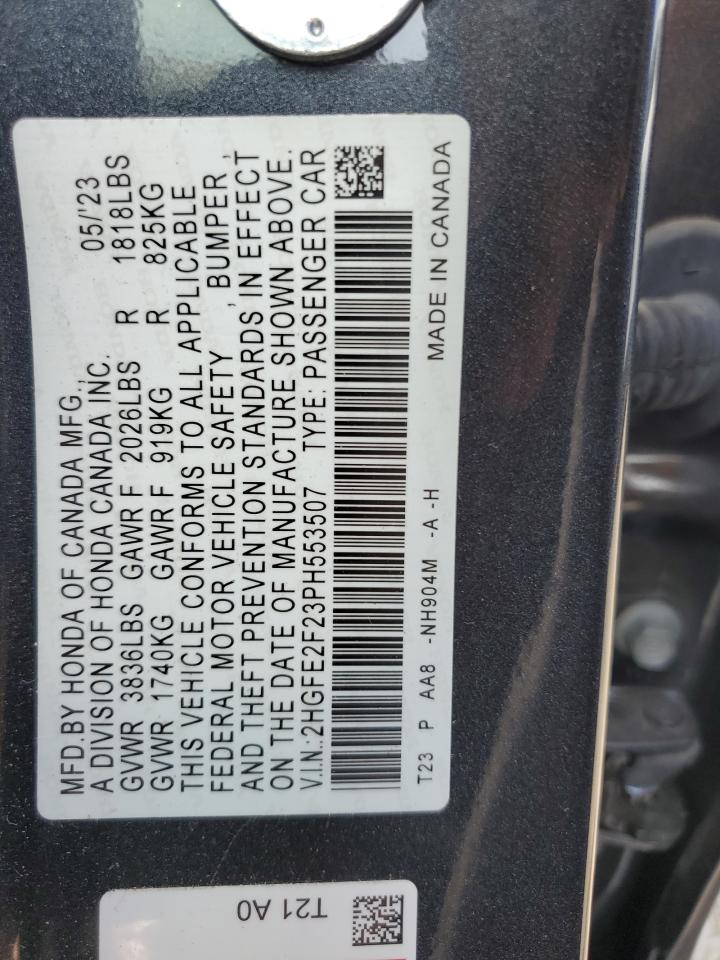 MFD.BY HONDA OF CANADA MFG.,
A DIVISION OF HONDA CANADA INC. 05/'23
GVWR 3836LBS GAWR F 2026LBS R 1818LBS
GVWR 1740KG GAWR F 919KG R 825KG
THIS VEHICLE CONFORMS TO ALL APPLICABLE
FEDERAL MOTOR VEHICLE SAFETY , BUMPER ,
AND THEFT PREVENTION STANDARDS IN EFFECT
ON THE DATE OF MANUFACTURE SHOWN ABOVE.
V.I.N.:2HGFE2F23PH553507 TYPE: PASSENGER CAR
T23 P AA8 -NH904M -A -H MADE IN CANADA
T21 A0